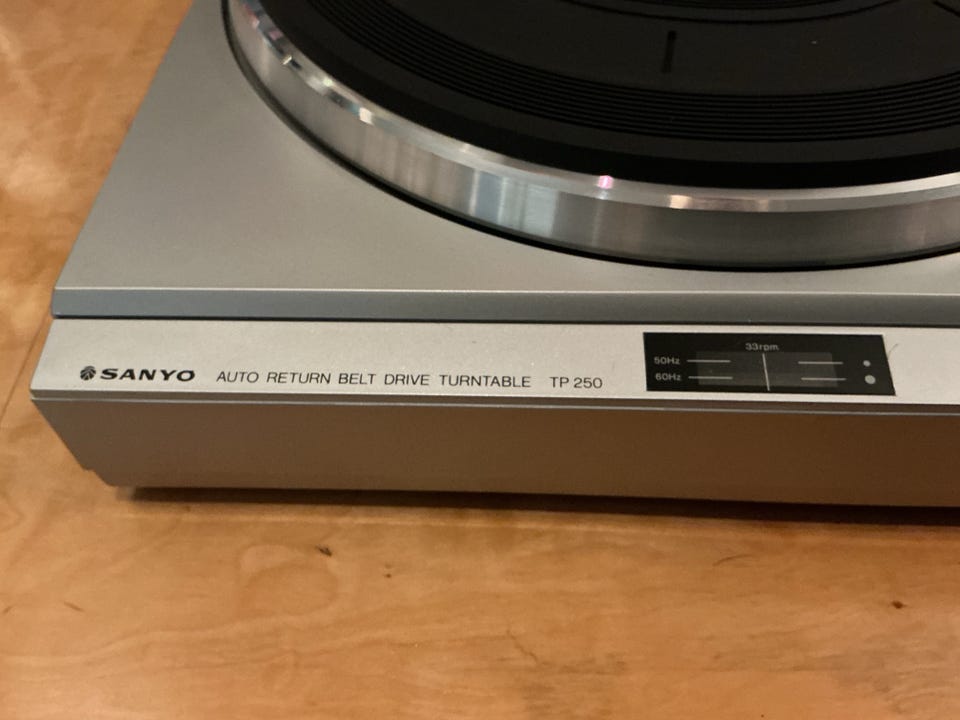 SANYO AUTO RETURN BELT DRIVE TURNTABLE TP 250
33rpm
50Hz
60Hz